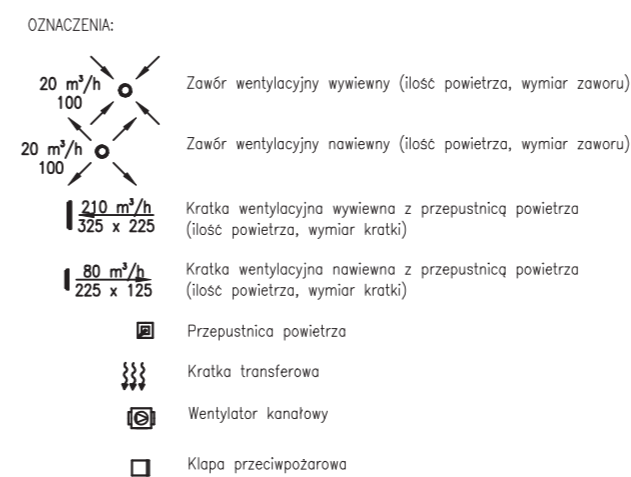 OZNACZENIA:
20 m³/h
100
Zawór wentylacyjny wywiewny (ilość powietrza, wymiar zaworu)
20 m³/h
100
Zawór wentylacyjny nawiewny (ilość powietrza, wymiar zaworu)
210 m³/h
325 x 225
Kratka wentylacyjna wywiewna z przepustnicą powietrza
(ilość powietrza, wymiar kratki)
80 m³/h
225 x 125
Kratka wentylacyjna nawiewna z przepustnicą powietrza
(ilość powietrza, wymiar kratki)
Przepustnica powietrza
Kratka transferowa
Wentylator kanałowy
Klapa przeciwpożarowa